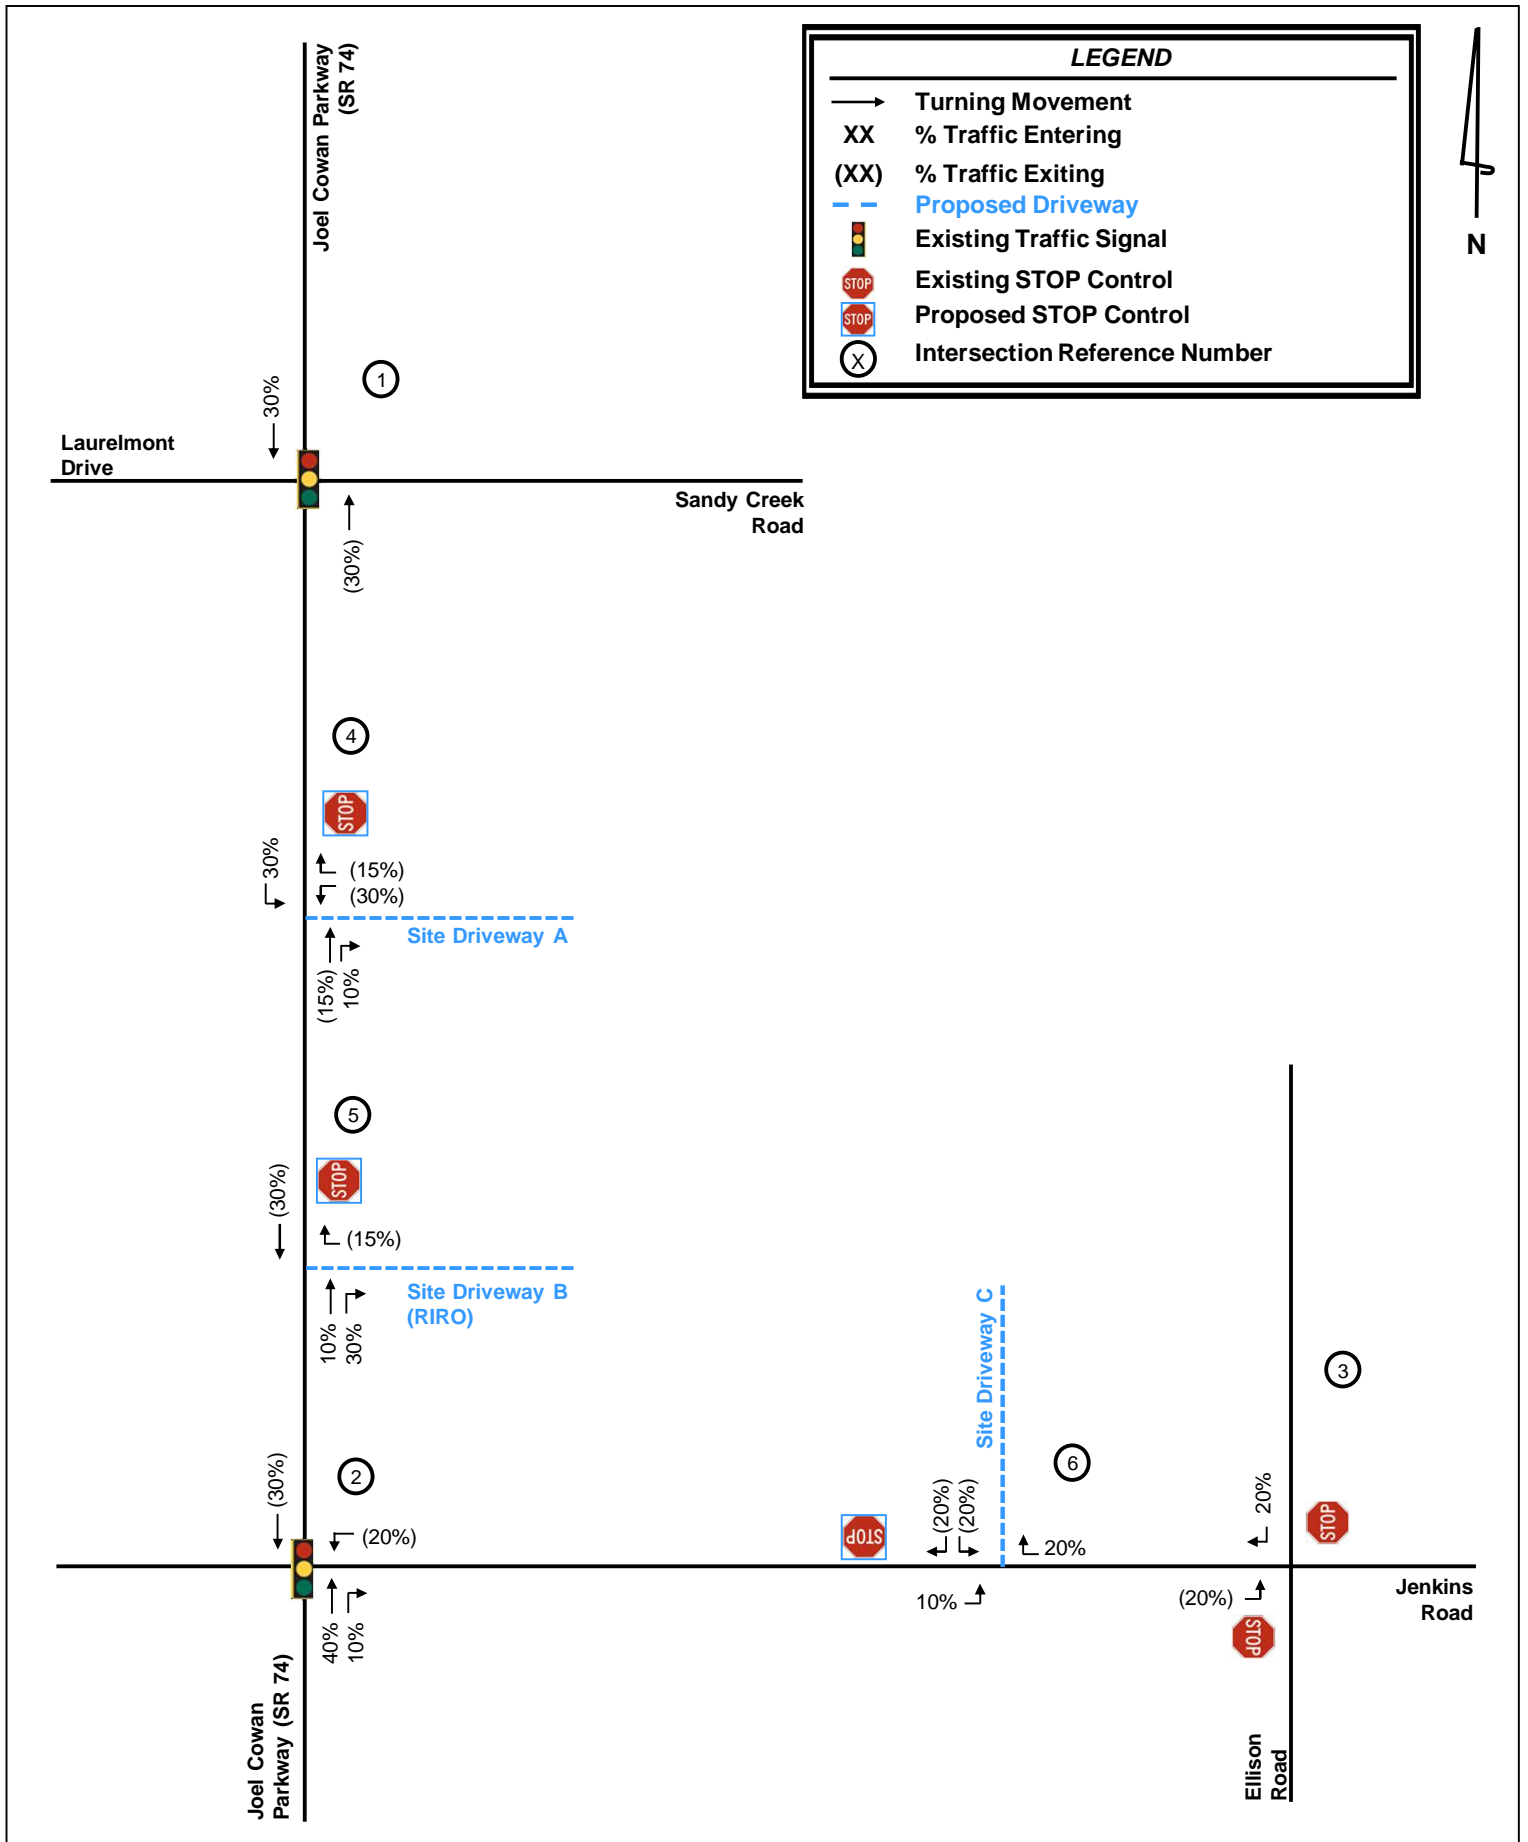 LEGEND
Turning Movement
XX % Traffic Entering
(XX) % Traffic Exiting
Proposed Driveway
Existing Traffic Signal
STOP Existing STOP Control
STOP Proposed STOP Control
X Intersection Reference Number
N
Joel Cowan Parkway
(SR 74)
1
30%
Laurelmont
Drive
Sandy Creek
Road
(30%)
4
STOP
30%
(15%)
(30%)
Site Driveway A
(15%)
10%
5
STOP
(30%)
(15%)
Site Driveway B
(RIRO)
10%
30%
Site Driveway C
3
2
6
(30%)
(20%)
STOP
(20%)
(20%)
20%
20%
STOP
10%
(20%)
STOP
Jenkins
Road
40%
10%
Joel Cowan
Parkway (SR 74)
Ellison
Road